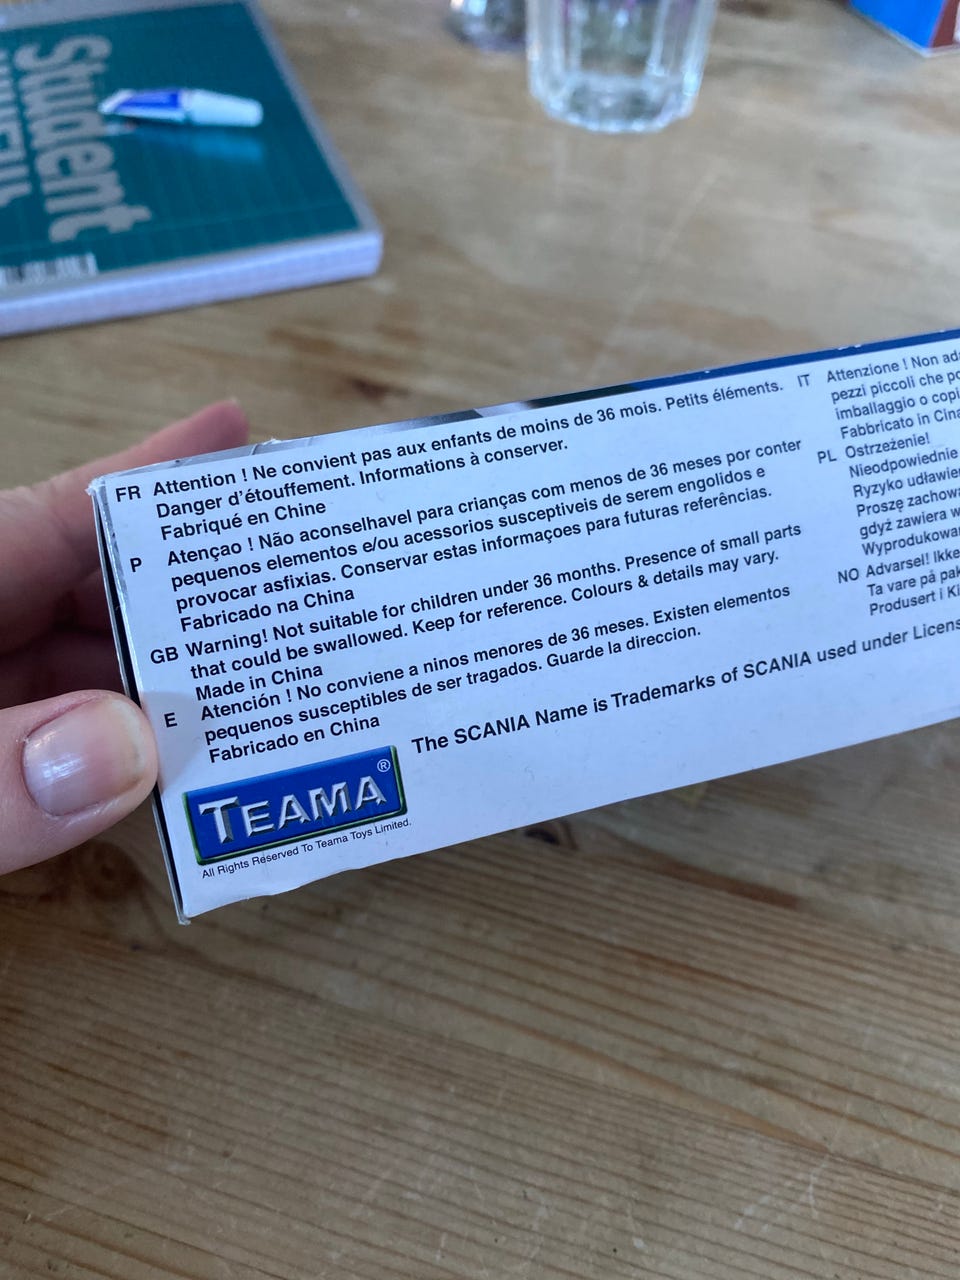 Student
FR Attention ! Ne convient pas aux enfants de moins de 36 mois. Petits éléments.
Danger d'étouffement. Informations à conserver.
Fabriqué en Chine
P Atençao ! Não aconselhavel para crianças com menos de 36 meses por conter
pequenos elementos e/ou acessorios susceptiveis de serem engolidos e
provocar asfixias. Conservar estas informaçoes para futuras referências.
Fabricado na China
GB Warning! Not suitable for children under 36 months. Presence of small parts
that could be swallowed. Keep for reference. Colours & details may vary.
Made in China
E Atención ! No conviene a ninos menores de 36 meses. Existen elementos
pequenos susceptibles de ser tragados. Guarde la direccion.
Fabricado en China
IT Attenzione ! Non
pezzi piccoli che
imballaggio o
Fabbricato in
PL Ostrzeżenie!
Nieodpowiednie
Ryzyko
Proszę
gdyż zawiera
NO Advarsel! Ikke
Ta vare på
Produsert i
The SCANIA Name is Trademarks of SCANIA used under
TEAMA®
All Rights Reserved To Teama Toys Limited.